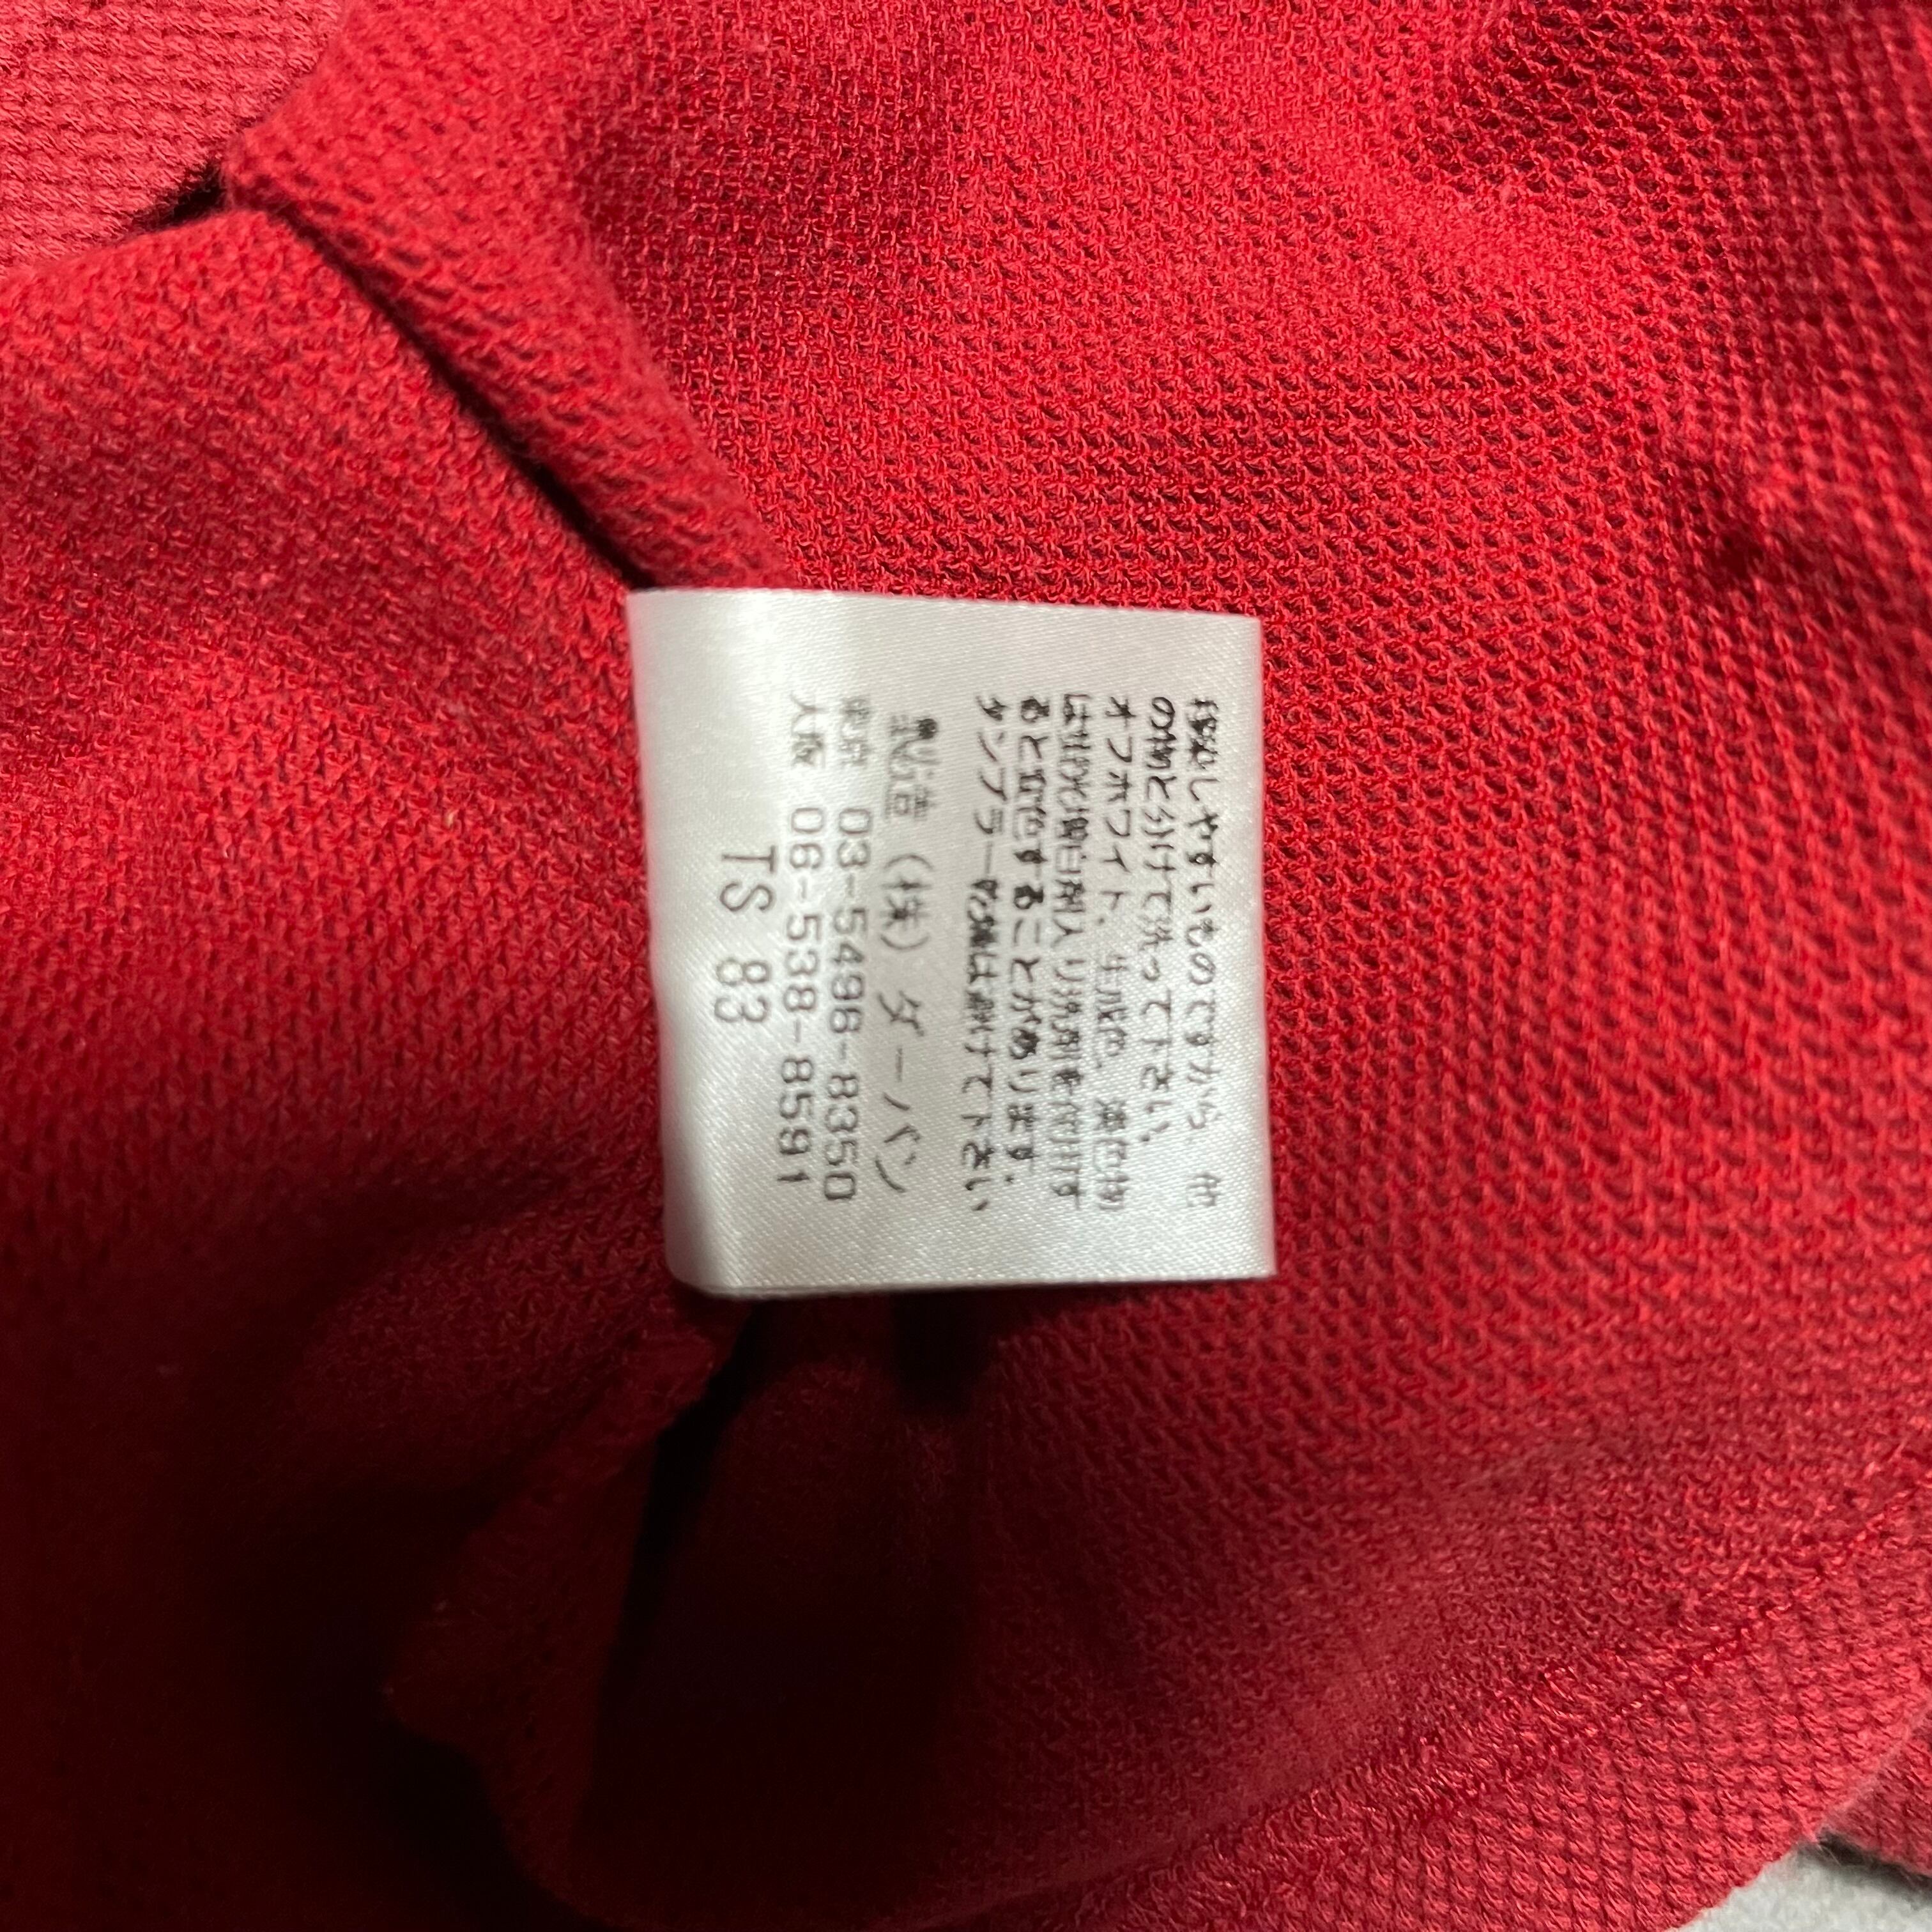 移染しやすいものですから、他
の物と分けて洗って下さい。
オフホワイト、生成色、淡色物
は蛍光増白剤入り洗剤を使用す
ると変色することがあります。
タンブラー乾燥は避けて下さい
製造 (株)ダーバン
東京 03-5496-8350
大阪 06-538-8591
TS 83